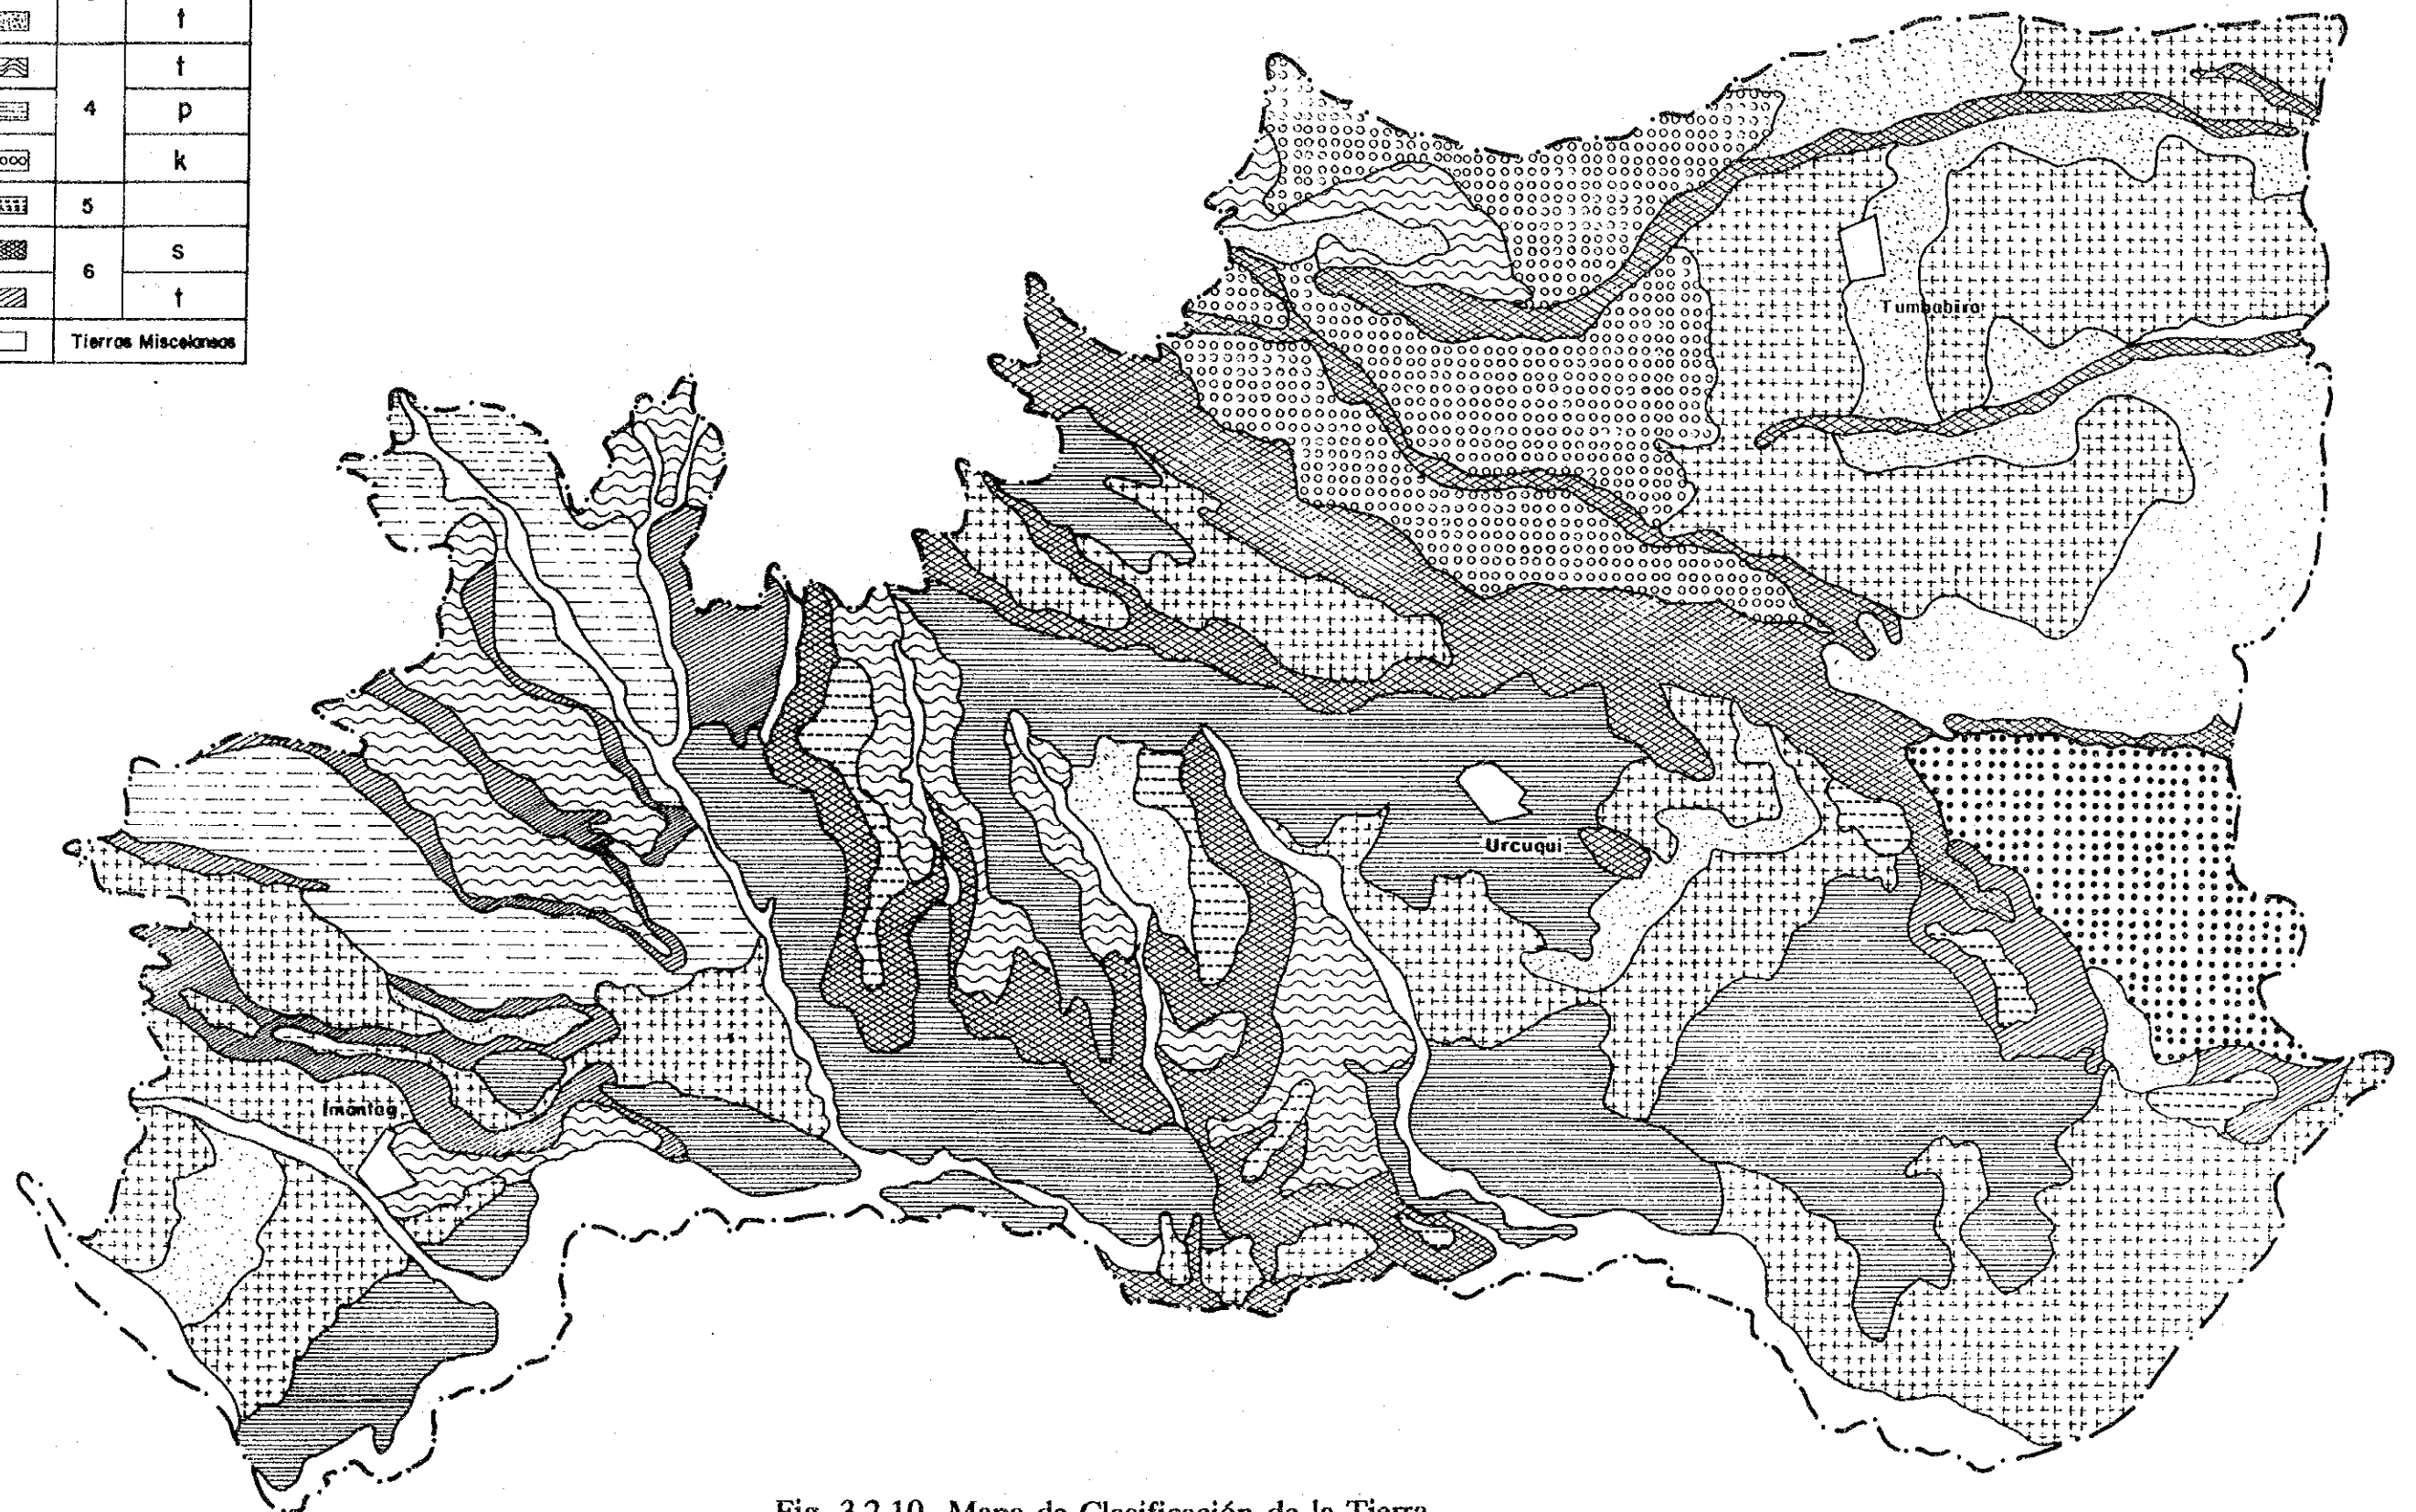 t
t
4
p
k
5
s
6
t
Tierras Misceláneas
Tumbabiro
Urcuqui
Imantag
Fig. 3.2.10 Mapa de Clasificación de la Tierra